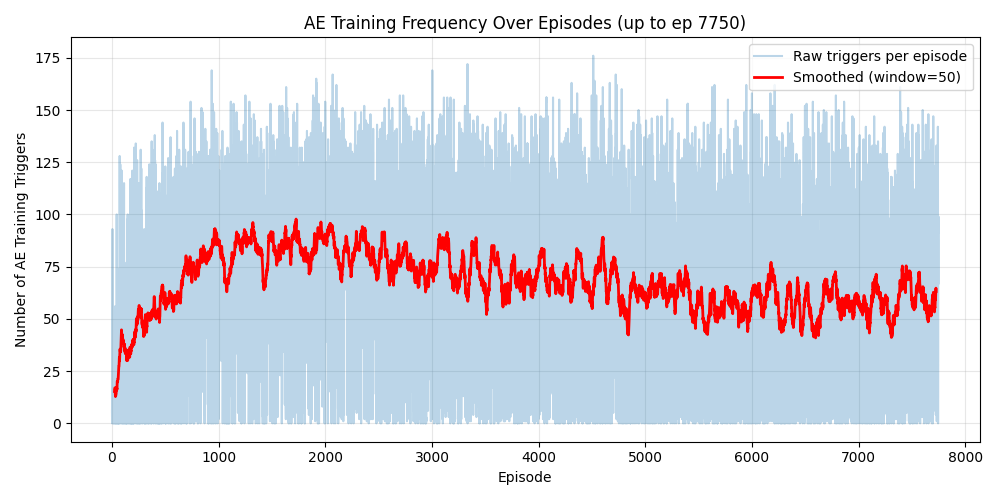 AE Training Frequency Over Episodes (up to ep 7750)
Raw triggers per episode
Smoothed (window=50)
Number of AE Training Triggers
175
150
125
100
75
50
25
0
0 1000 2000 3000 4000 5000 6000 7000 8000
Episode